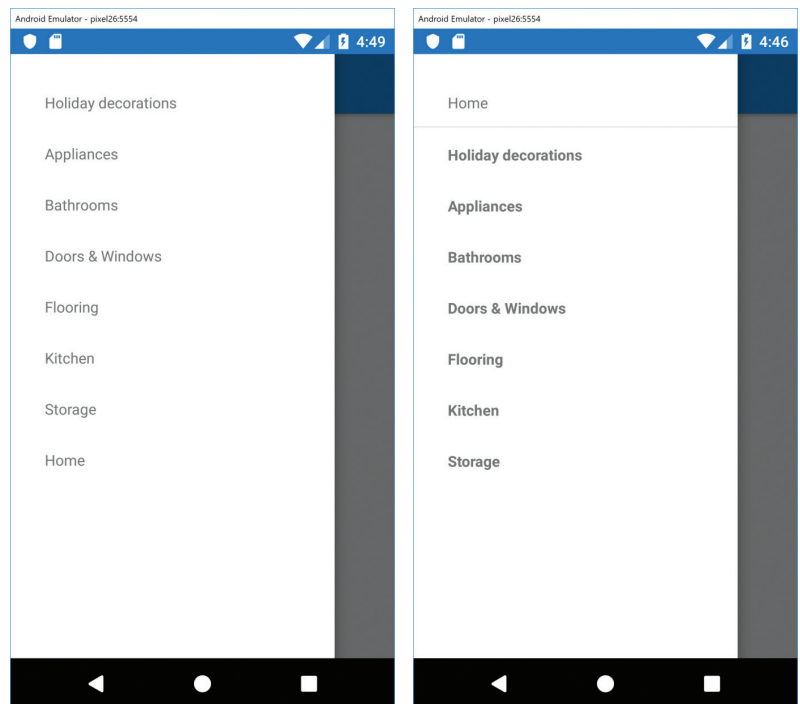 Android Emulator - pixel26:5554
4:49
Holiday decorations
Appliances
Bathrooms
Doors & Windows
Flooring
Kitchen
Storage
Home
Android Emulator - pixel26:5554
4:46
Home
Holiday decorations
Appliances
Bathrooms
Doors & Windows
Flooring
Kitchen
Storage